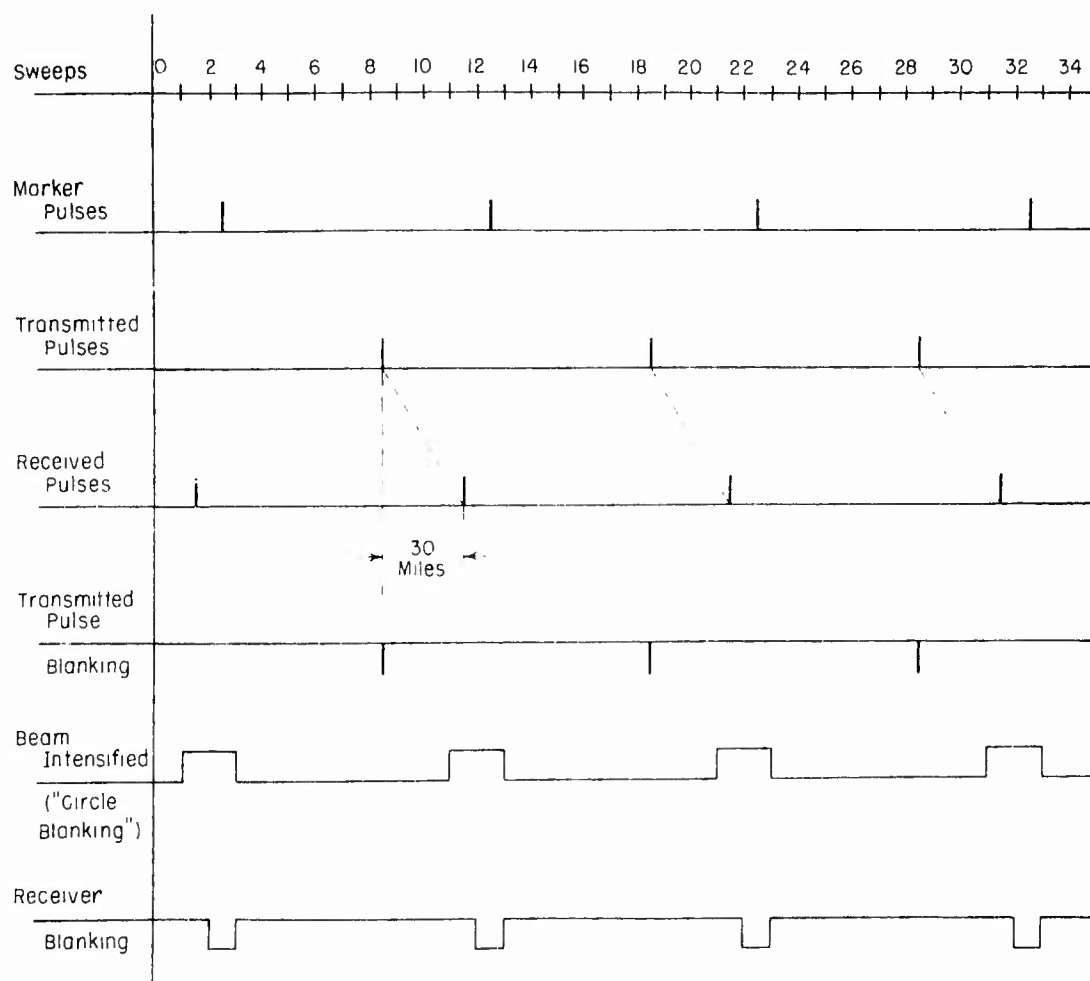 Sweeps
0 2 4 6 8 10 12 14 16 18 20 22 24 26 28 30 32 34
Marker
Pulses
Transmitted
Pulses
Received
Pulses
30
Miles
Transmitted
Pulse
Blanking
Beam
Intensified
("Circle
Blanking")
Receiver
Blanking